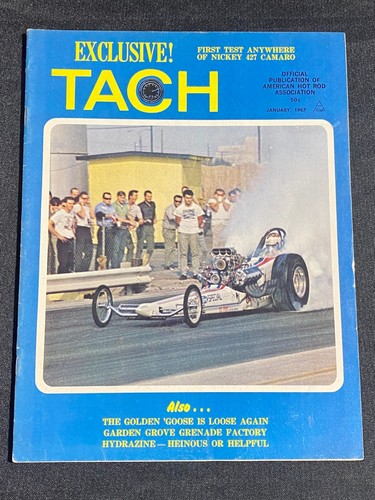 EXCLUSIVE!
FIRST TEST ANYWHERE
OF NICKEY 427 CAMARO
TACH
OFFICIAL
PUBLICATION OF
AMERICAN HOT ROD
ASSOCIATION
50¢
JANUARY, 1967
Also...
THE GOLDEN 'GOOSE IS LOOSE AGAIN
GARDEN GROVE GRENADE FACTORY
HYDRAZINE — HEINOUS OR HELPFUL